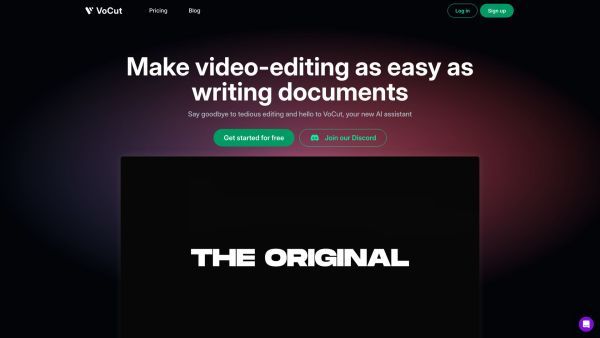 VoCut
Pricing
Blog
Log in
Sign up
Make video-editing as easy as
writing documents
Say goodbye to tedious editing and hello to VoCut, your new AI assistant
Get started for free
Join our Discord
THE ORIGINAL